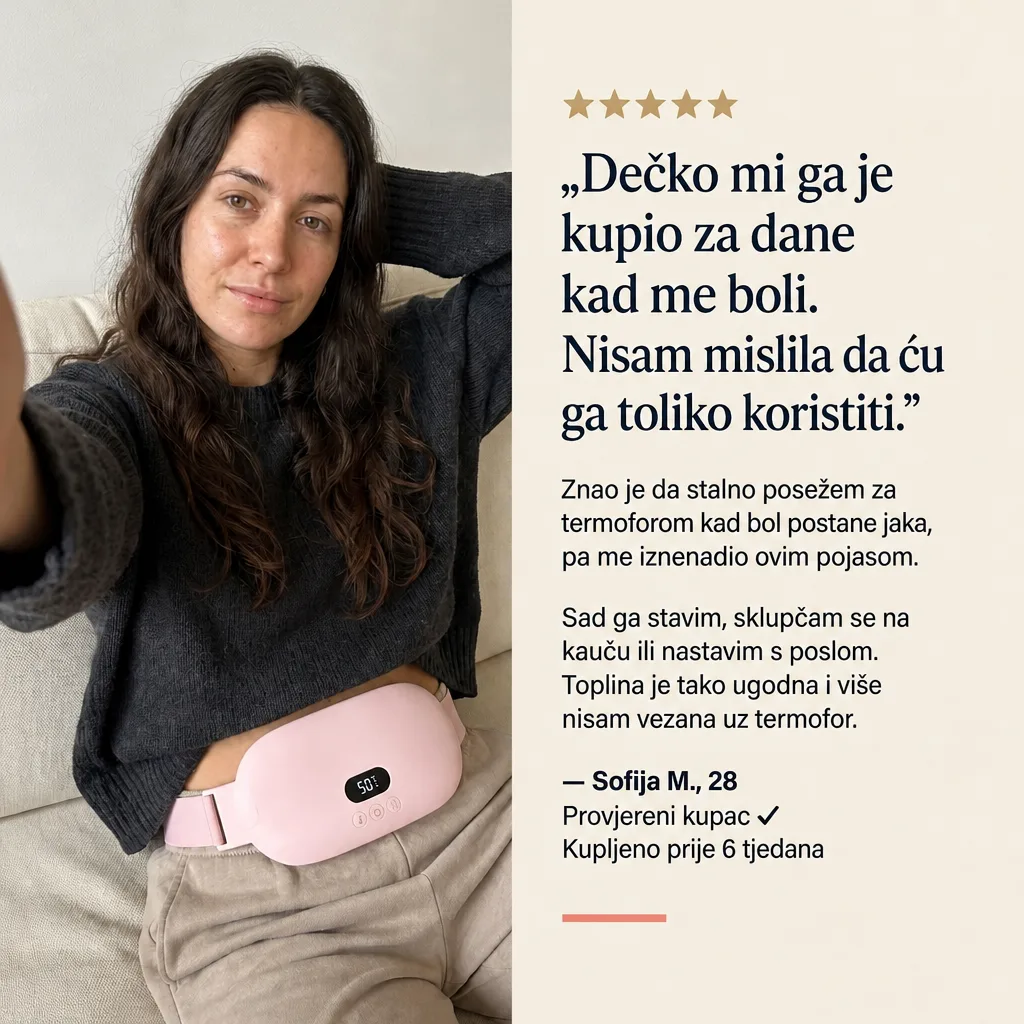 „Dečko mi ga je
kupio za dane
kad me boli.
Nisam mislila da ću
ga toliko koristiti.”
Znao je da stalno posežem za
termoforom kad bol postane jaka,
pa me iznenadio ovim pojasom.
Sad ga stavim, sklupčam se na
kauču ili nastavim s poslom.
Toplina je tako ugodna i više
nisam vezana uz termofor.
— Sofija M., 28
Provjereni kupac ✓
Kupljeno prije 6 tjedana
50